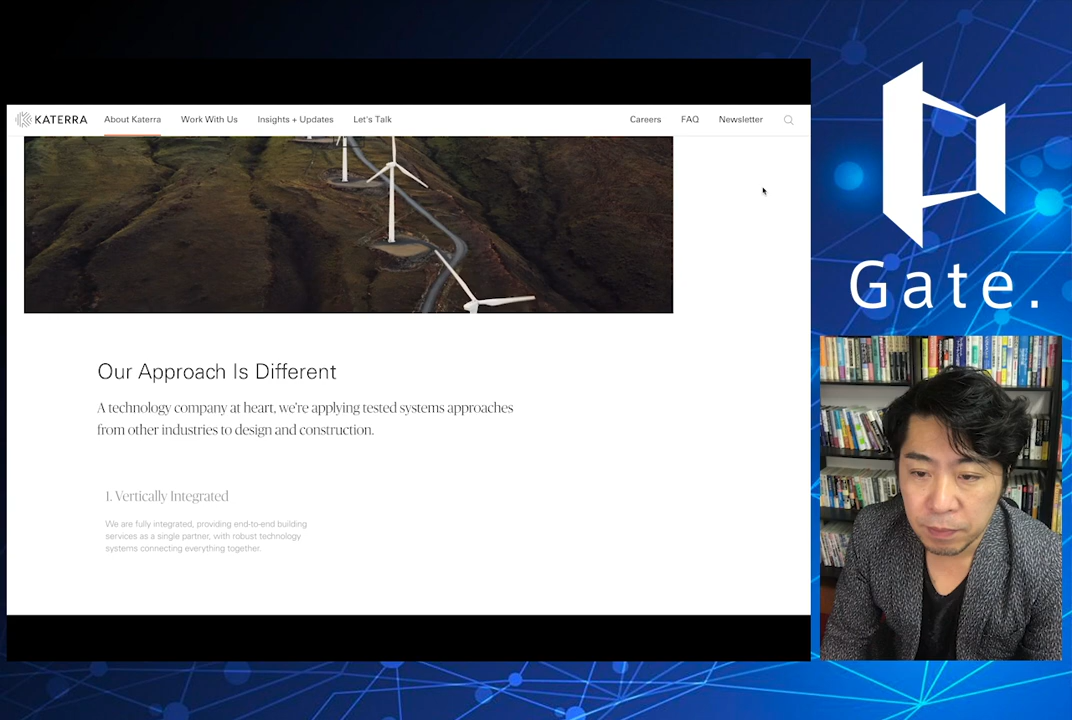 KATERRA
About Katerra
Work With Us
Insights + Updates
Let's Talk
Careers
FAQ
Newsletter
Our Approach Is Different
A technology company at heart, we're applying tested systems approaches
from other industries to design and construction.
1. Vertically Integrated
We are fully integrated, providing end-to-end building
services as a single partner, with robust technology
systems connecting everything together.
Gate.